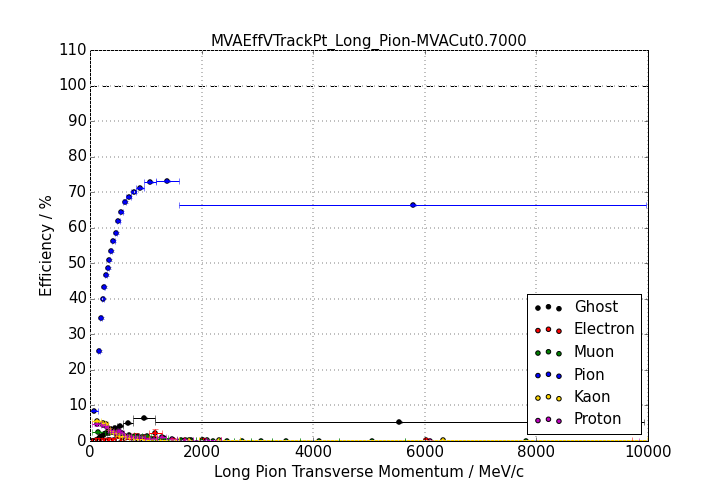 MVAEffVTrackPt_Long_Pion-MVACut0.7000
110
100
90
80
70
60
50
40
30
20
10
0
Efficiency / %
Ghost
Electron
Muon
Pion
Kaon
Proton
0 2000 4000 6000 8000 10000
Long Pion Transverse Momentum / MeV/c